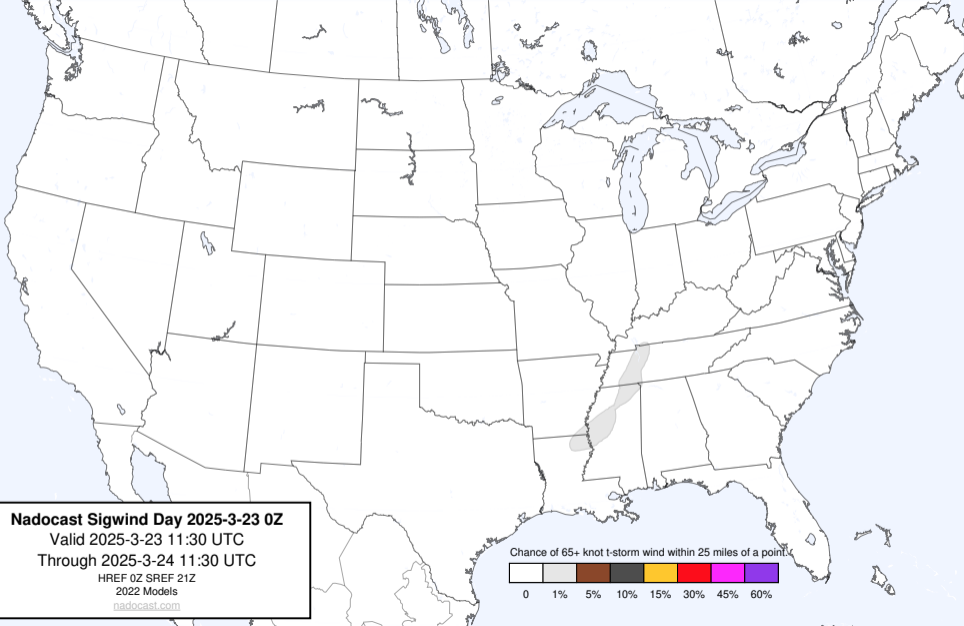 Nadocast Sigwind Day 2025-3-23 0Z
Valid 2025-3-23 11:30 UTC
Through 2025-3-24 11:30 UTC
HREF 0Z SREF 21Z
2022 Models
nadocast.com
Chance of 65+ knot t-storm wind within 25 miles of a point.
0 1% 5% 10% 15% 30% 45% 60%